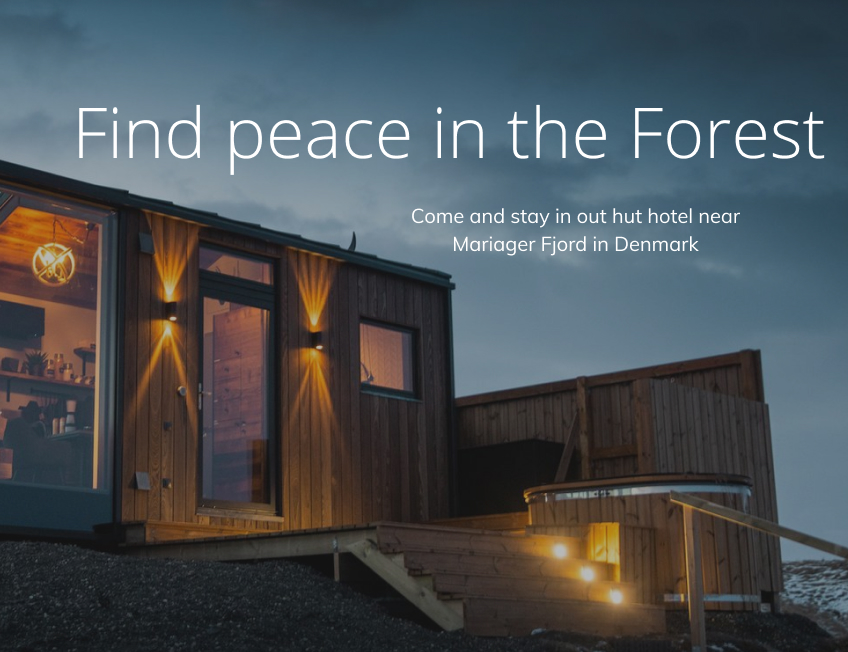 Find peace in the Forest
Come and stay in out hut hotel near
Mariager Fjord in Denmark